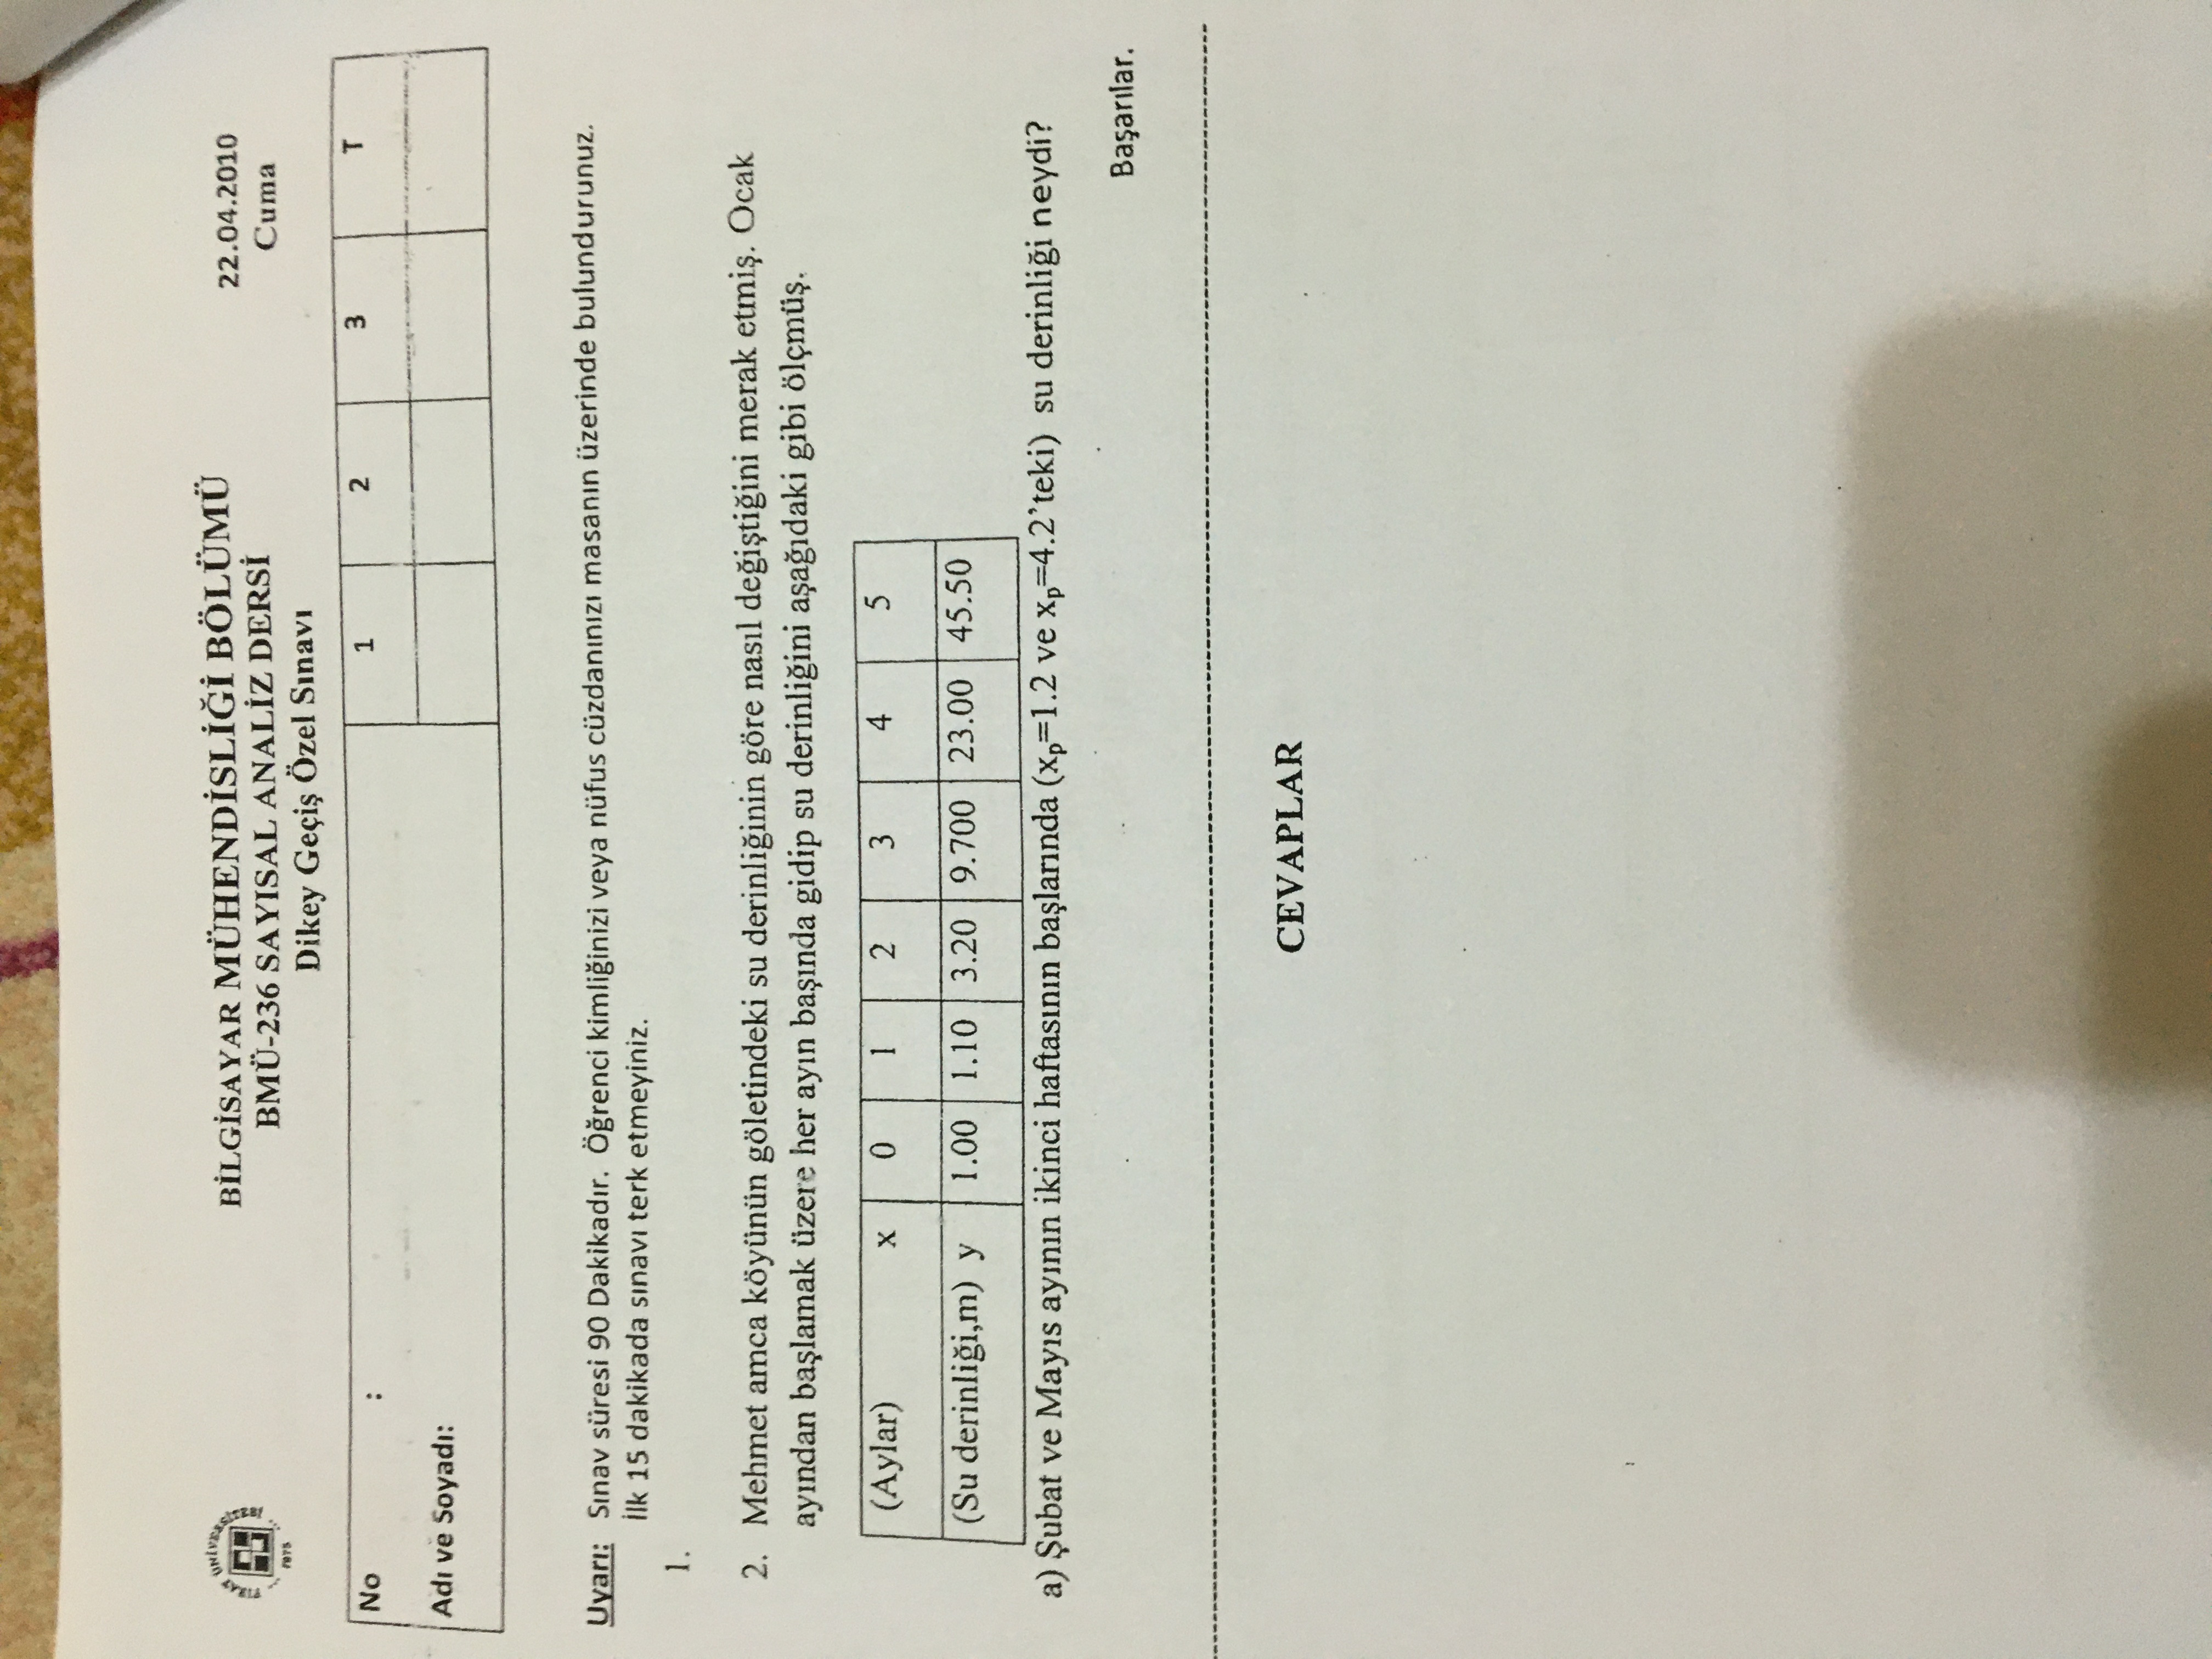 FIRAT ÜNİVERSİTESİ
1975
BİLGİSAYAR MÜHENDİSLİĞİ BÖLÜMÜ
BMÜ-236 SAYISAL ANALİZ DERSİ
Dikey Geçiş Özel Sınavı
22.04.2010
Cuma
No : 1 2 3 T
Adı ve Soyadı:
Uyarı: Sınav süresi 90 Dakikadır. Öğrenci kimliğinizi veya nüfus cüzdanınızı masanın üzerinde bulundurunuz.
İlk 15 dakikada sınavı terk etmeyiniz.
1.
2. Mehmet amca köyünün göletindeki su derinliğinin göre nasıl değiştiğini merak etmiş. Ocak
ayından başlamak üzere her ayın başında gidip su derinliğini aşağıdaki gibi ölçmüş.
(Aylar) x 0 1 2 3 4 5
(Su derinliği,m) y 1.00 1.10 3.20 9.700 23.00 45.50
a) Şubat ve Mayıs ayının ikinci haftasının başlarında (xp=1.2 ve xp=4.2’teki) su derinliği neydi?
Başarılar.
CEVAPLAR